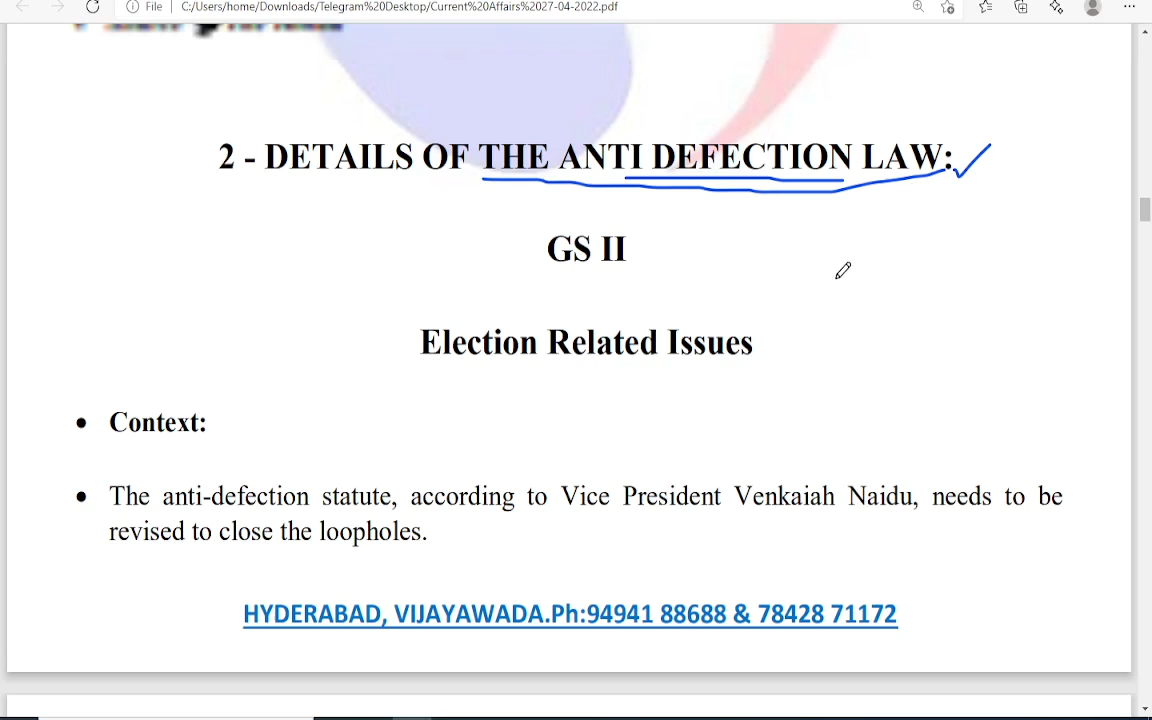 File C:/Users/home/Downloads/Telegram%20Desktop/Current%20Affairs%2027-04-2022.pdf
2 - DETAILS OF THE ANTI DEFECTION LAW:
GS II
Election Related Issues
• Context:
• The anti-defection statute, according to Vice President Venkaiah Naidu, needs to be
revised to close the loopholes.
HYDERABAD, VIJAYAWADA.Ph:94941 88688 & 78428 71172